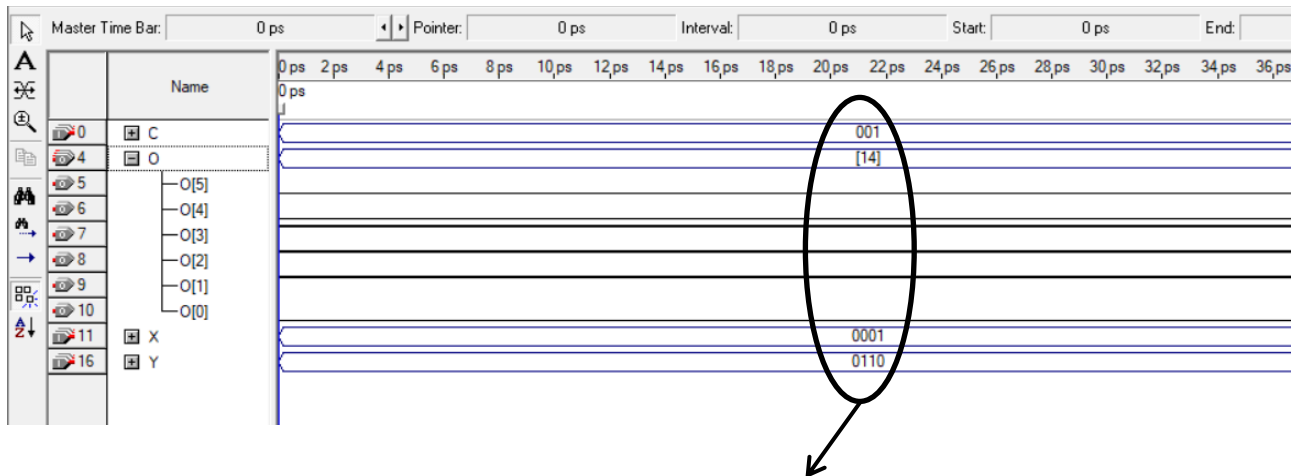 Master Time Bar: 0 ps Pointer: 0 ps Interval: 0 ps Start: 0 ps End:
Name
0 ps 2 ps 4 ps 6 ps 8 ps 10 ps 12 ps 14 ps 16 ps 18 ps 20 ps 22 ps 24 ps 26 ps 28 ps 30 ps 32 ps 34 ps 36 ps
0 ps
0 C 001
4 O [14]
5 O[5]
6 O[4]
7 O[3]
8 O[2]
9 O[1]
10 O[0]
11 X 0001
16 Y 0110